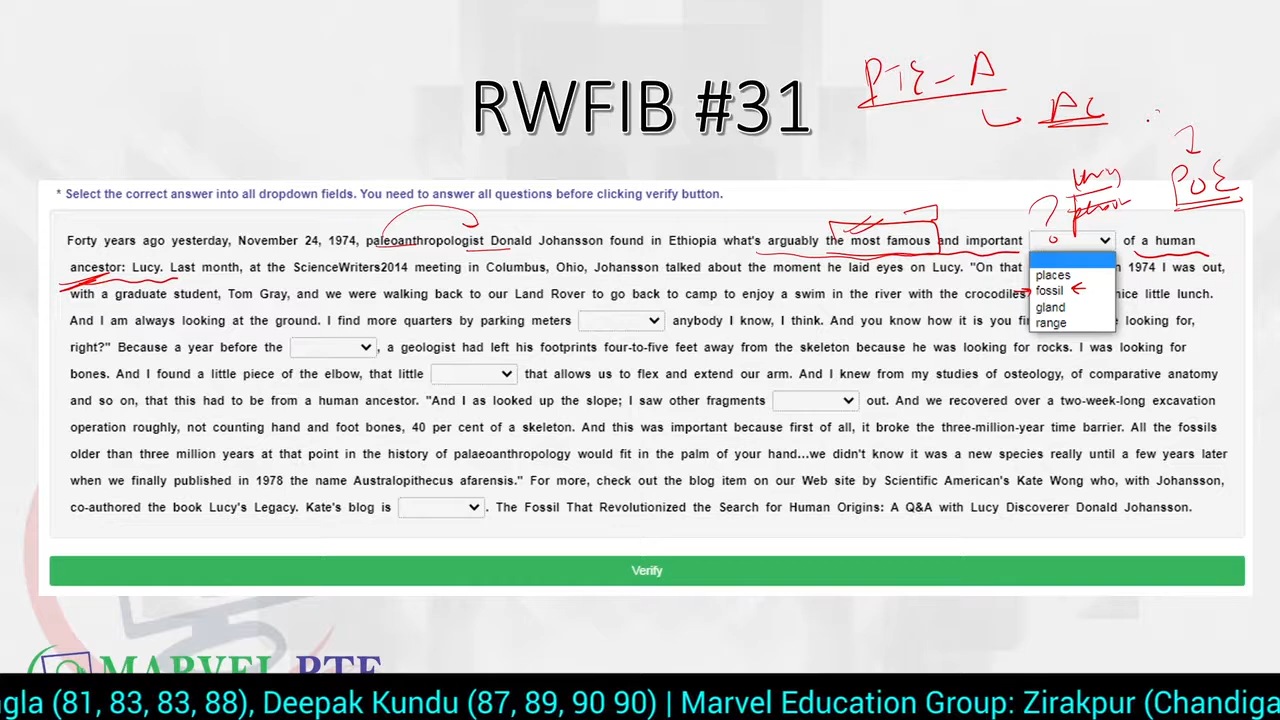 RWFIB #31
PTE-A
POE
* Select the correct answer into all dropdown fields. You need to answer all questions before clicking verify button.
Forty years ago yesterday, November 24, 1974, paleoanthropologist Donald Johansson found in Ethiopia what's arguably the most famous and important of a human
ancestor: Lucy. Last month, at the ScienceWriters2014 meeting in Columbus, Ohio, Johansson talked about the moment he laid eyes on Lucy. "On that 1974 I was out,
places
fossil
gland
range
with a graduate student, Tom Gray, and we were walking back to our Land Rover to go back to camp to enjoy a swim in the river with the crocodiles nice little lunch.
And I am always looking at the ground. I find more quarters by parking meters anybody I know, I think. And you know how it is you looking for,
right?" Because a year before the , a geologist had left his footprints four-to-five feet away from the skeleton because he was looking for rocks. I was looking for
bones. And I found a little piece of the elbow, that little that allows us to flex and extend our arm. And I knew from my studies of osteology, of comparative anatomy
and so on, that this had to be from a human ancestor. "And I as looked up the slope; I saw other fragments out. And we recovered over a two-week-long excavation
operation roughly, not counting hand and foot bones, 40 per cent of a skeleton. And this was important because first of all, it broke the three-million-year time barrier. All the fossils
older than three million years at that point in the history of palaeoanthropology would fit in the palm of your hand...we didn't know it was a new species really until a few years later
when we finally published in 1978 the name Australopithecus afarensis." For more, check out the blog item on our Web site by Scientific American's Kate Wong who, with Johansson,
co-authored the book Lucy's Legacy. Kate's blog is . The Fossil That Revolutionized the Search for Human Origins: A Q&A with Lucy Discoverer Donald Johansson.
Verify
MARVEL PTE
(81, 83, 83, 88), Deepak Kundu (87, 89, 90 90) | Marvel Education Group: Zirakpur